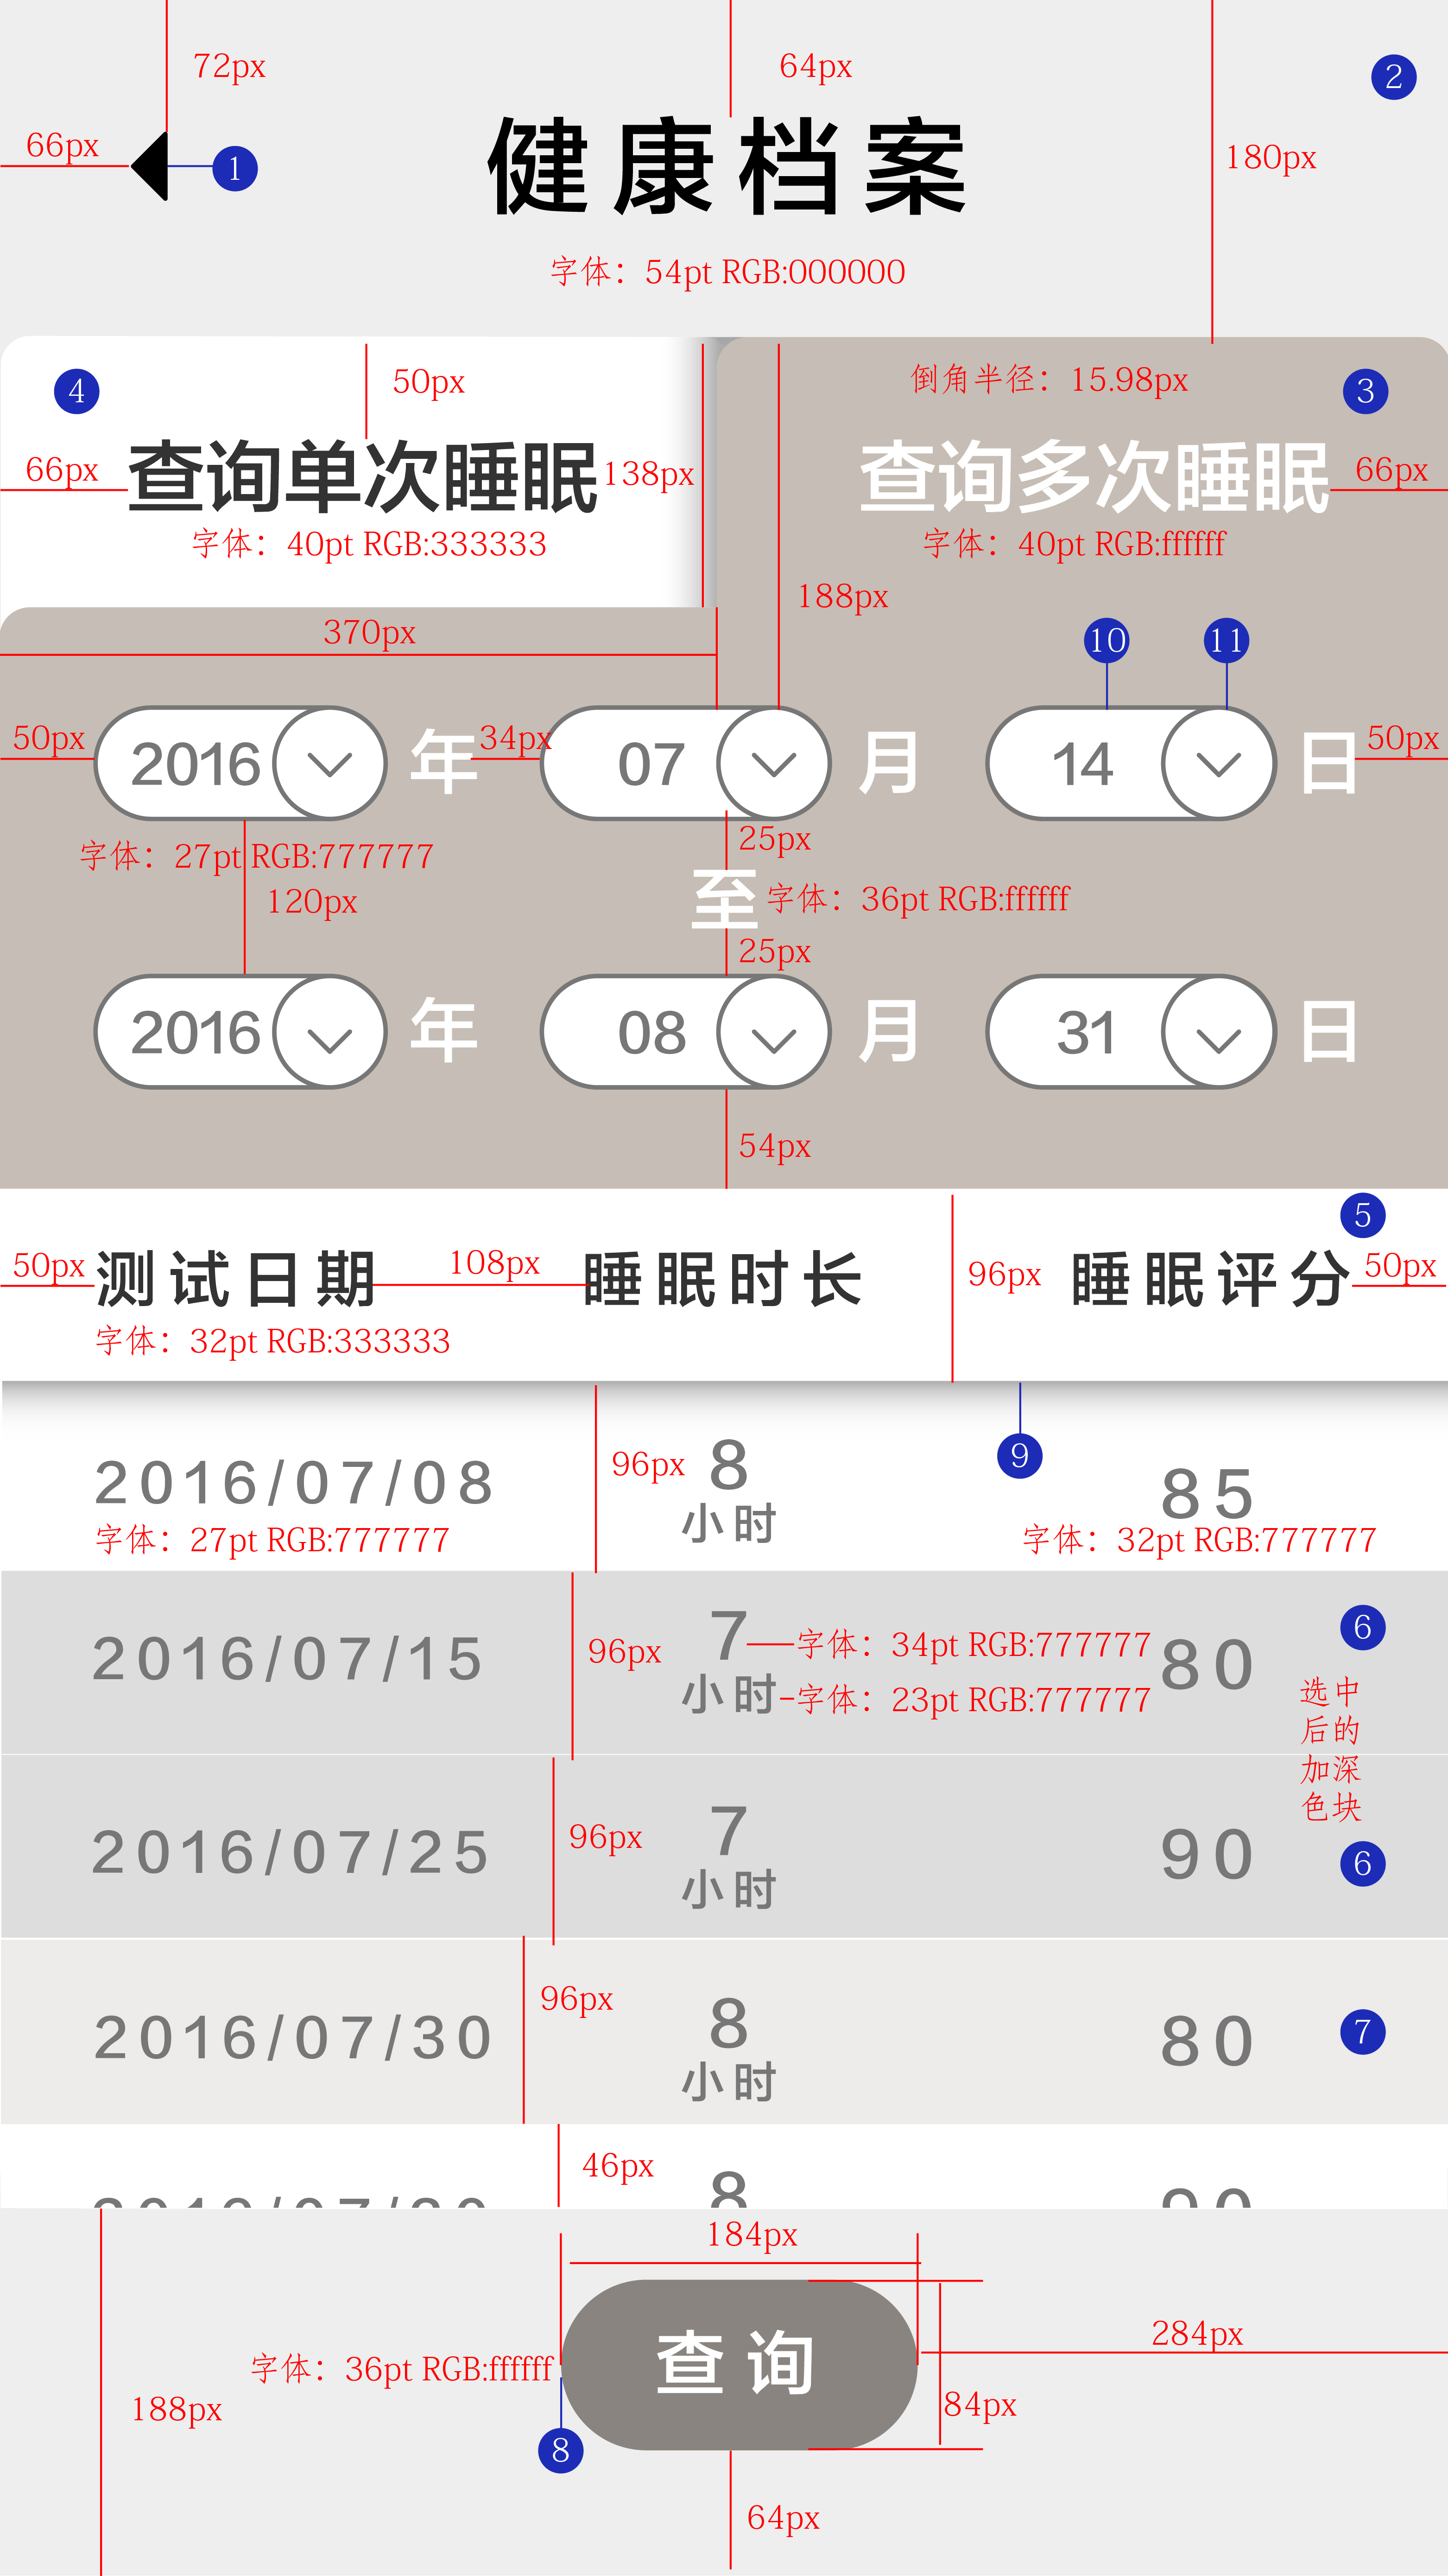 72px
64px
2
66px
1
健康档案
180px
字体：54pt RGB:000000
4
50px
倒角半径：15.98px
3
66px
查询单次睡眠
138px
查询多次睡眠
66px
字体：40pt RGB:333333
字体：40pt RGB:ffffff
188px
370px
10
11
50px
2016
年
34px
07
月
14
日
50px
字体：27pt RGB:777777
25px
120px
至
字体：36pt RGB:ffffff
25px
2016
年
08
月
31
日
54px
5
50px
测试日期
108px
睡眠时长
96px
睡眠评分
50px
字体：32pt RGB:333333
2016/07/08
96px
8
小时
9
85
字体：27pt RGB:777777
字体：32pt RGB:777777
2016/07/15
96px
7
字体：34pt RGB:777777
小时
字体：23pt RGB:777777
80
6
选中
后的
加深
色块
2016/07/25
96px
7
小时
90
6
2016/07/30
96px
8
小时
80
7
46px
8
184px
查询
284px
字体：36pt RGB:ffffff
84px
188px
8
64px